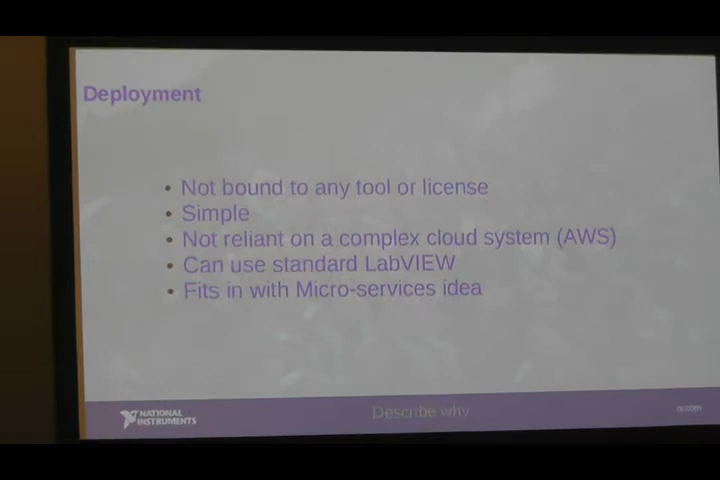 Deployment
• Not bound to any tool or license
• Simple
• Not reliant on a complex cloud system (AWS)
• Can use standard LabVIEW
• Fits in with Micro-services idea
NATIONAL
INSTRUMENTS
Describe why
ni.com